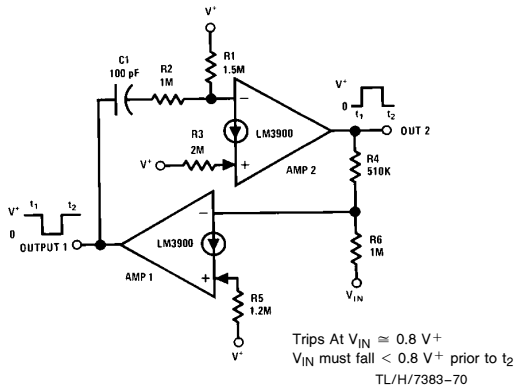 V+
C1
100 pF
R2
1M
R1
1.5M
−
LM3900
+
AMP 2
R3
2M
V+
V+
0
t1 t2
OUT 2
R4
510K
R6
1M
VIN
V+
t1 t2
0
OUTPUT 1
−
LM3900
+
AMP 1
R5
1.2M
V+
Trips At VIN ≅ 0.8 V+
VIN must fall < 0.8 V+ prior to t2
TL/H/7383–70